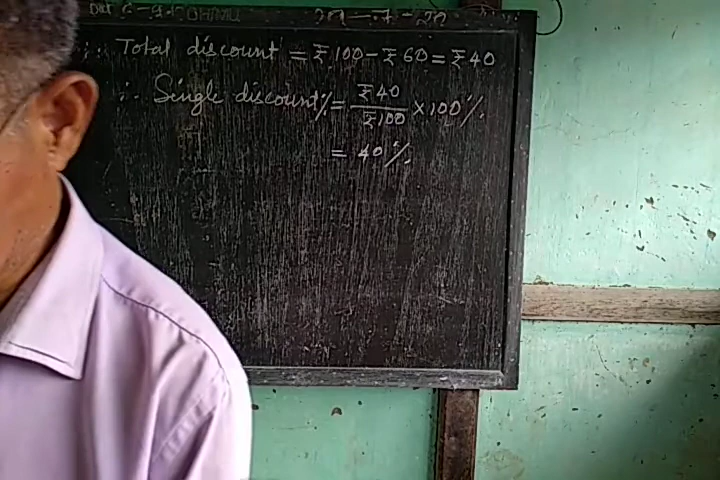 ∴ Total discount = ₹100 - ₹60 = ₹40
∴ Single discount% = ₹40/₹100 × 100%
= 40%